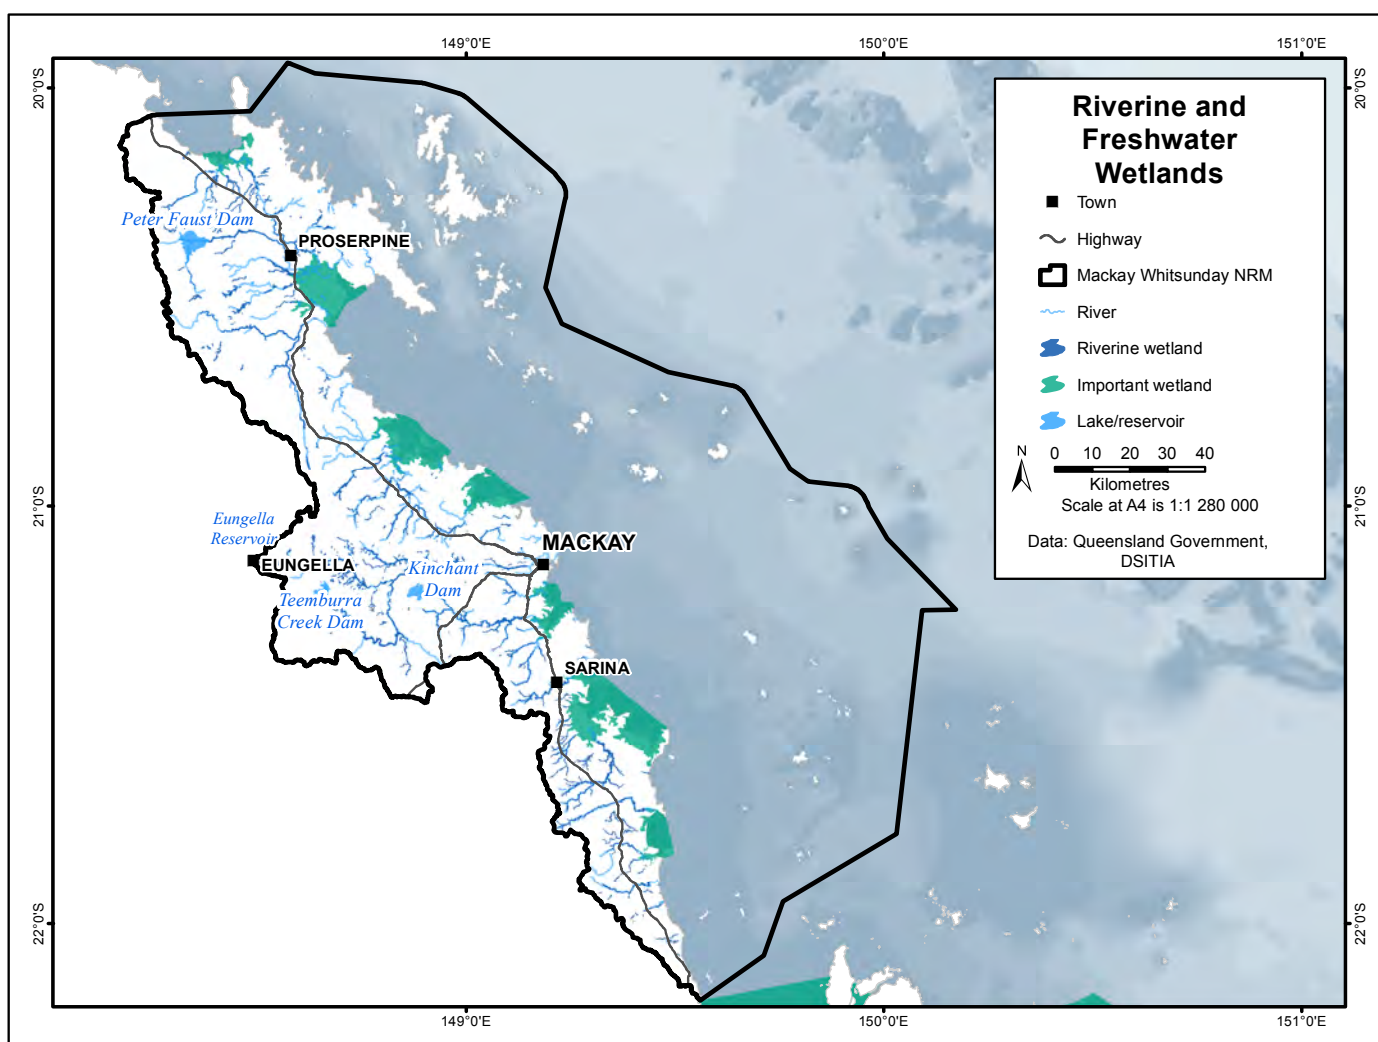 149°0'E
150°0'E
151°0'E
20°0'S
20°0'S
Riverine and
Freshwater
Wetlands
Town
Highway
Mackay Whitsunday NRM
River
Riverine wetland
Important wetland
Lake/reservoir
N
0 10 20 30 40
Kilometres
Scale at A4 is 1:1 280 000
Data: Queensland Government,
DSITIA
Peter Faust Dam
PROSERPINE
21°0'S
21°0'S
Eungella
Reservoir
EUNGELLA
MACKAY
Kinchant
Dam
Teemburra
Creek Dam
SARINA
22°0'S
22°0'S
149°0'E
150°0'E
151°0'E